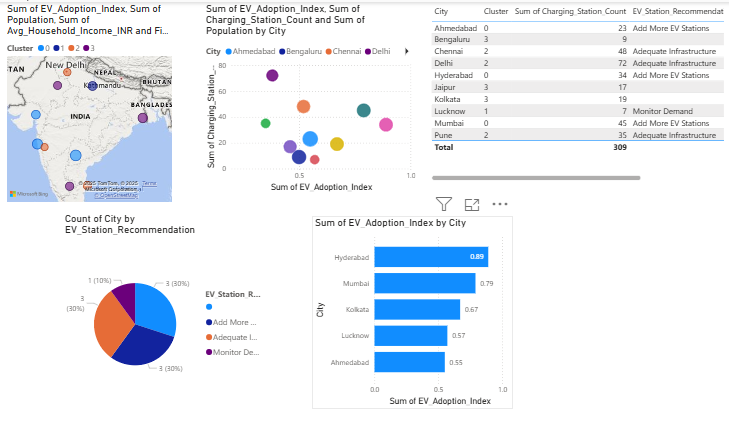 Sum of EV_Adoption_Index, Sum of
Population, Sum of
Avg_Household_Income_INR and Fi...
Cluster 0 1 2 3
TAN
New Delhi
NEPAL
Kathmandu
BHUTAN
BANGLADES
INDIA
© 2025 TomTom, © 2025
Terms
© OpenStreetMap
Microsoft Bing
Sum of EV_Adoption_Index, Sum of
Charging_Station_Count and Sum of
Population by City
City Ahmedabad Bengaluru Chennai Delhi
Sum of Charging_Station_...
80
60
40
20
0
0.5
1.0
Sum of EV_Adoption_Index
City Cluster Sum of Charging_Station_Count EV_Station_Recommendat
Ahmedabad 0 23 Add More EV Stations
Bengaluru 3 9
Chennai 2 48 Adequate Infrastructure
Delhi 2 72 Adequate Infrastructure
Hyderabad 0 34 Add More EV Stations
Jaipur 3 17
Kolkata 3 19
Lucknow 1 7 Monitor Demand
Mumbai 0 45 Add More EV Stations
Pune 2 35 Adequate Infrastructure
Total 309
Count of City by
EV_Station_Recommendation
1 (10%)
3 (30%)
3
(30%)
3 (30%)
EV_Station_R...
Add More ...
Adequate I...
Monitor De...
Sum of EV_Adoption_Index by City
City
Hyderabad 0.89
Mumbai 0.79
Kolkata 0.67
Lucknow 0.57
Ahmedabad 0.55
0.0 0.5 1.0
Sum of EV_Adoption_Index